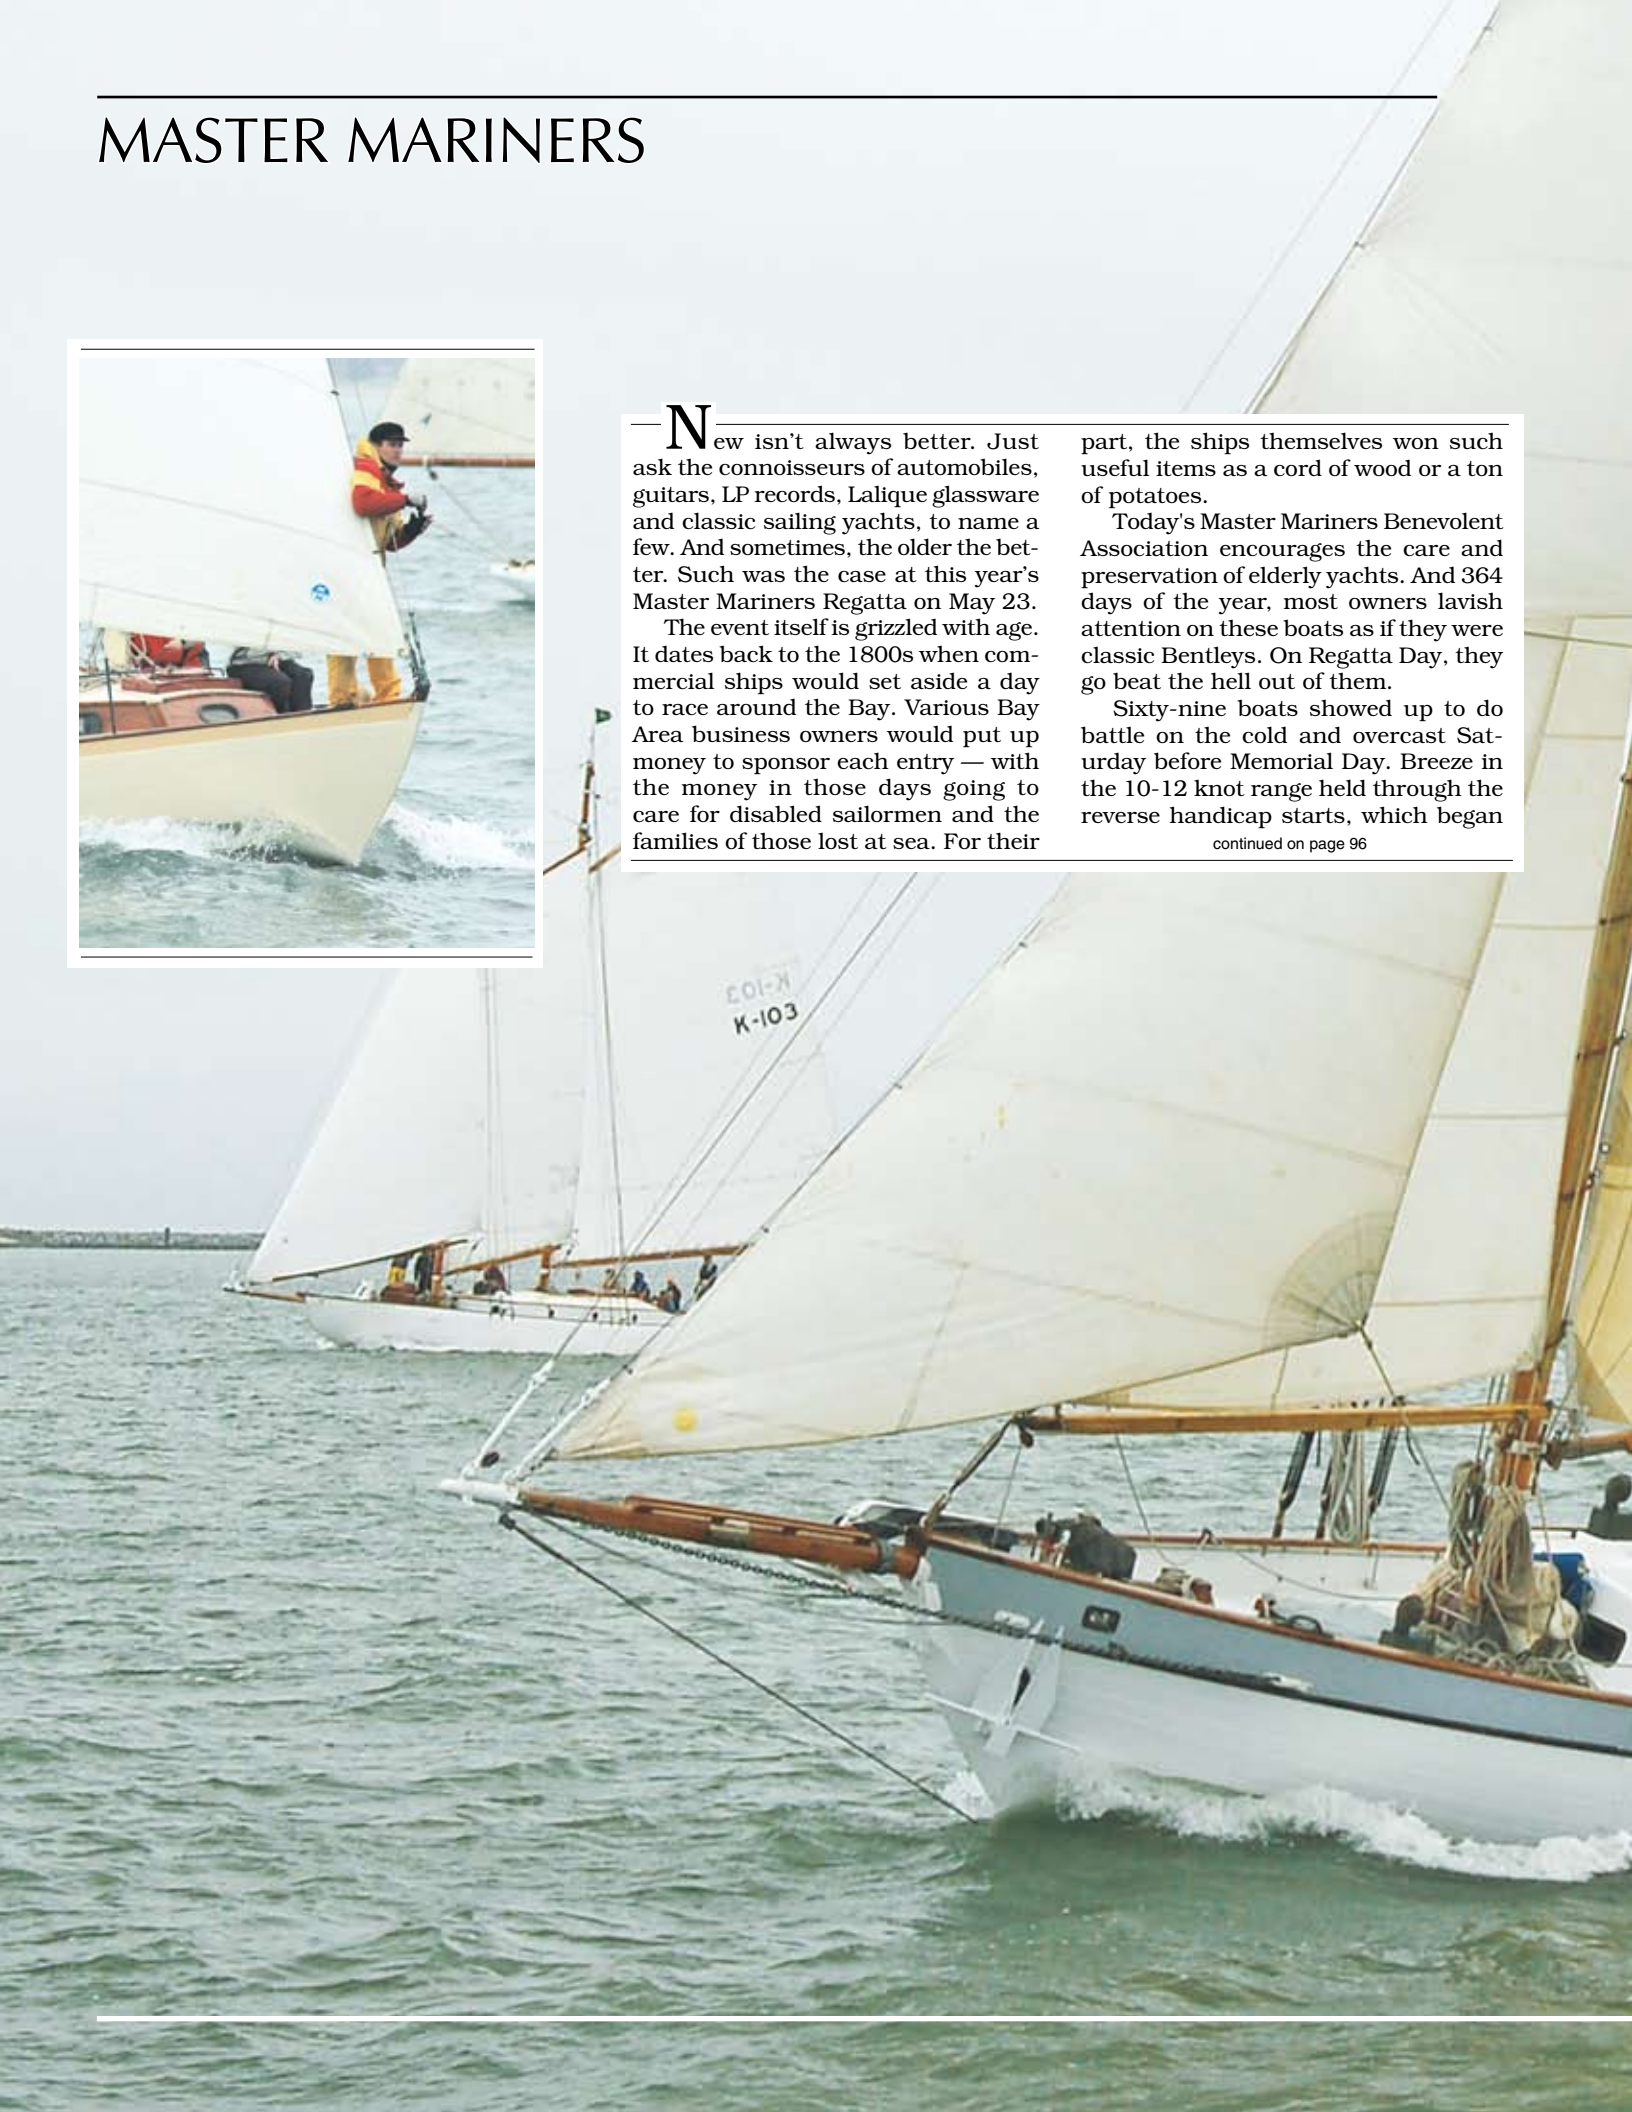 MASTER MARINERS
New isn't always better. Just
ask the connoisseurs of automobiles,
guitars, LP records, Lalique glassware
and classic sailing yachts, to name a
few. And sometimes, the older the bet-
ter. Such was the case at this year's
Master Mariners Regatta on May 23.
The event itself is grizzled with age.
It dates back to the 1800s when com-
mercial ships would set aside a day
to race around the Bay. Various Bay
Area business owners would put up
money to sponsor each entry — with
the money in those days going to
care for disabled sailormen and the
families of those lost at sea. For their
part, the ships themselves won such
useful items as a cord of wood or a ton
of potatoes.
Today's Master Mariners Benevolent
Association encourages the care and
preservation of elderly yachts. And 364
days of the year, most owners lavish
attention on these boats as if they were
classic Bentleys. On Regatta Day, they
go beat the hell out of them.
Sixty-nine boats showed up to do
battle on the cold and overcast Sat-
urday before Memorial Day. Breeze in
the 10-12 knot range held through the
reverse handicap starts, which began
continued on page 96
K-103
K-103